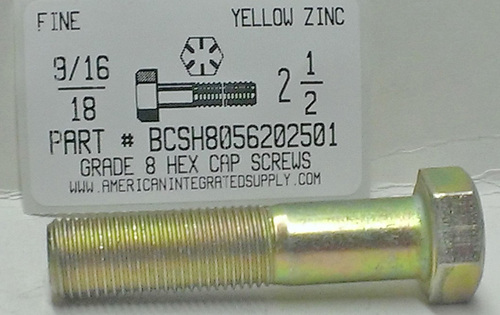 FINE YELLOW ZINC
9/16
18
2 1/2
PART # BCSH8056202501
GRADE 8 HEX CAP SCREWS
WWW.AMERICANINTEGRATEDSUPPLY.COM